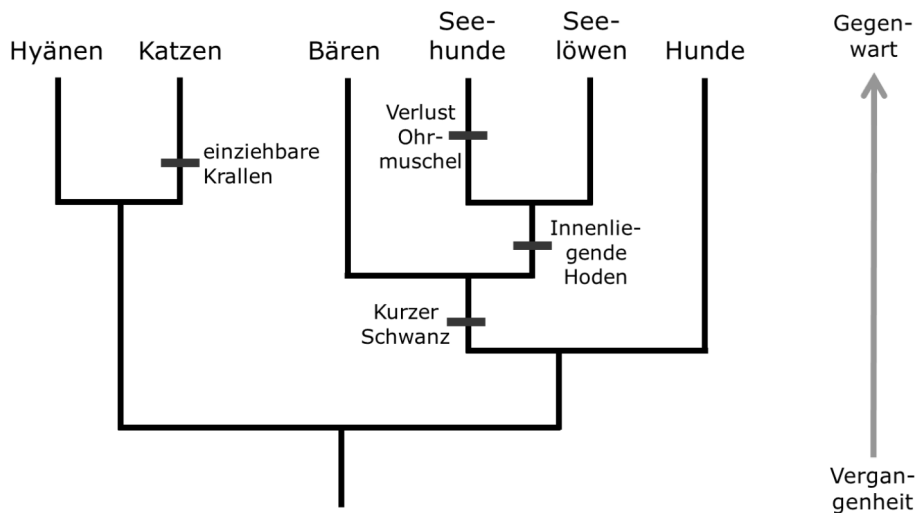 Hyänen
Katzen
Bären
See-
hunde
See-
löwen
Hunde
Gegen-
wart
Verlust
Ohr-
muschel
einziehbare
Krallen
Innenlie-
gende
Hoden
Kurzer
Schwanz
Vergan-
genheit